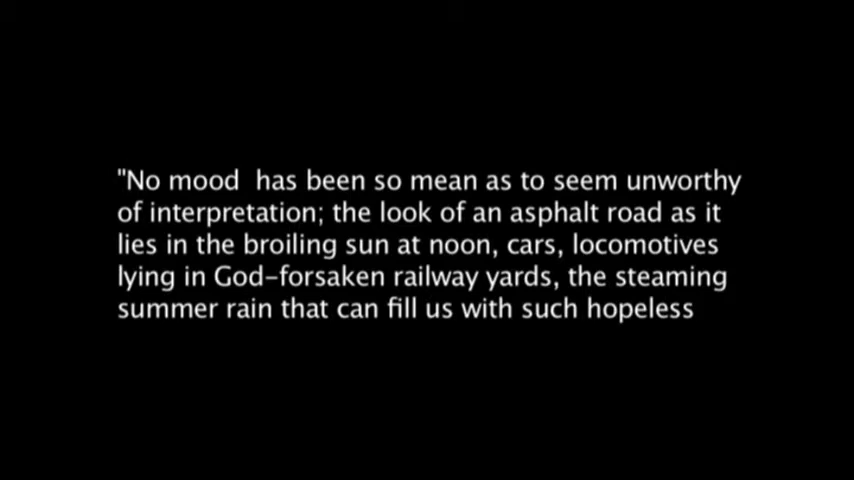 "No mood  has been so mean as to seem unworthy
of interpretation; the look of an asphalt road as it
lies in the broiling sun at noon, cars, locomotives
lying in God-forsaken railway yards, the steaming
summer rain that can fill us with such hopeless